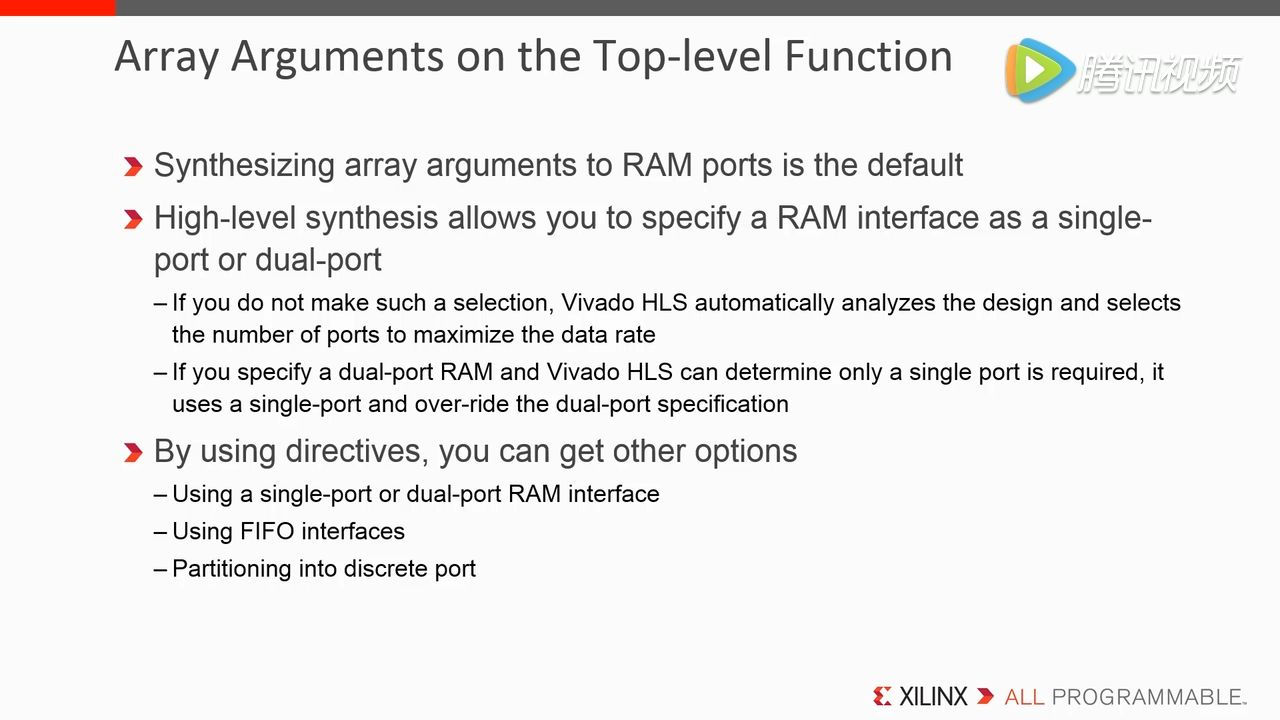 Array Arguments on the Top-level Function
腾讯视频
Synthesizing array arguments to RAM ports is the default
High-level synthesis allows you to specify a RAM interface as a single-
port or dual-port
– If you do not make such a selection, Vivado HLS automatically analyzes the design and selects
the number of ports to maximize the data rate
– If you specify a dual-port RAM and Vivado HLS can determine only a single port is required, it
uses a single-port and over-ride the dual-port specification
By using directives, you can get other options
– Using a single-port or dual-port RAM interface
– Using FIFO interfaces
– Partitioning into discrete port
XILINX ALL PROGRAMMABLE™